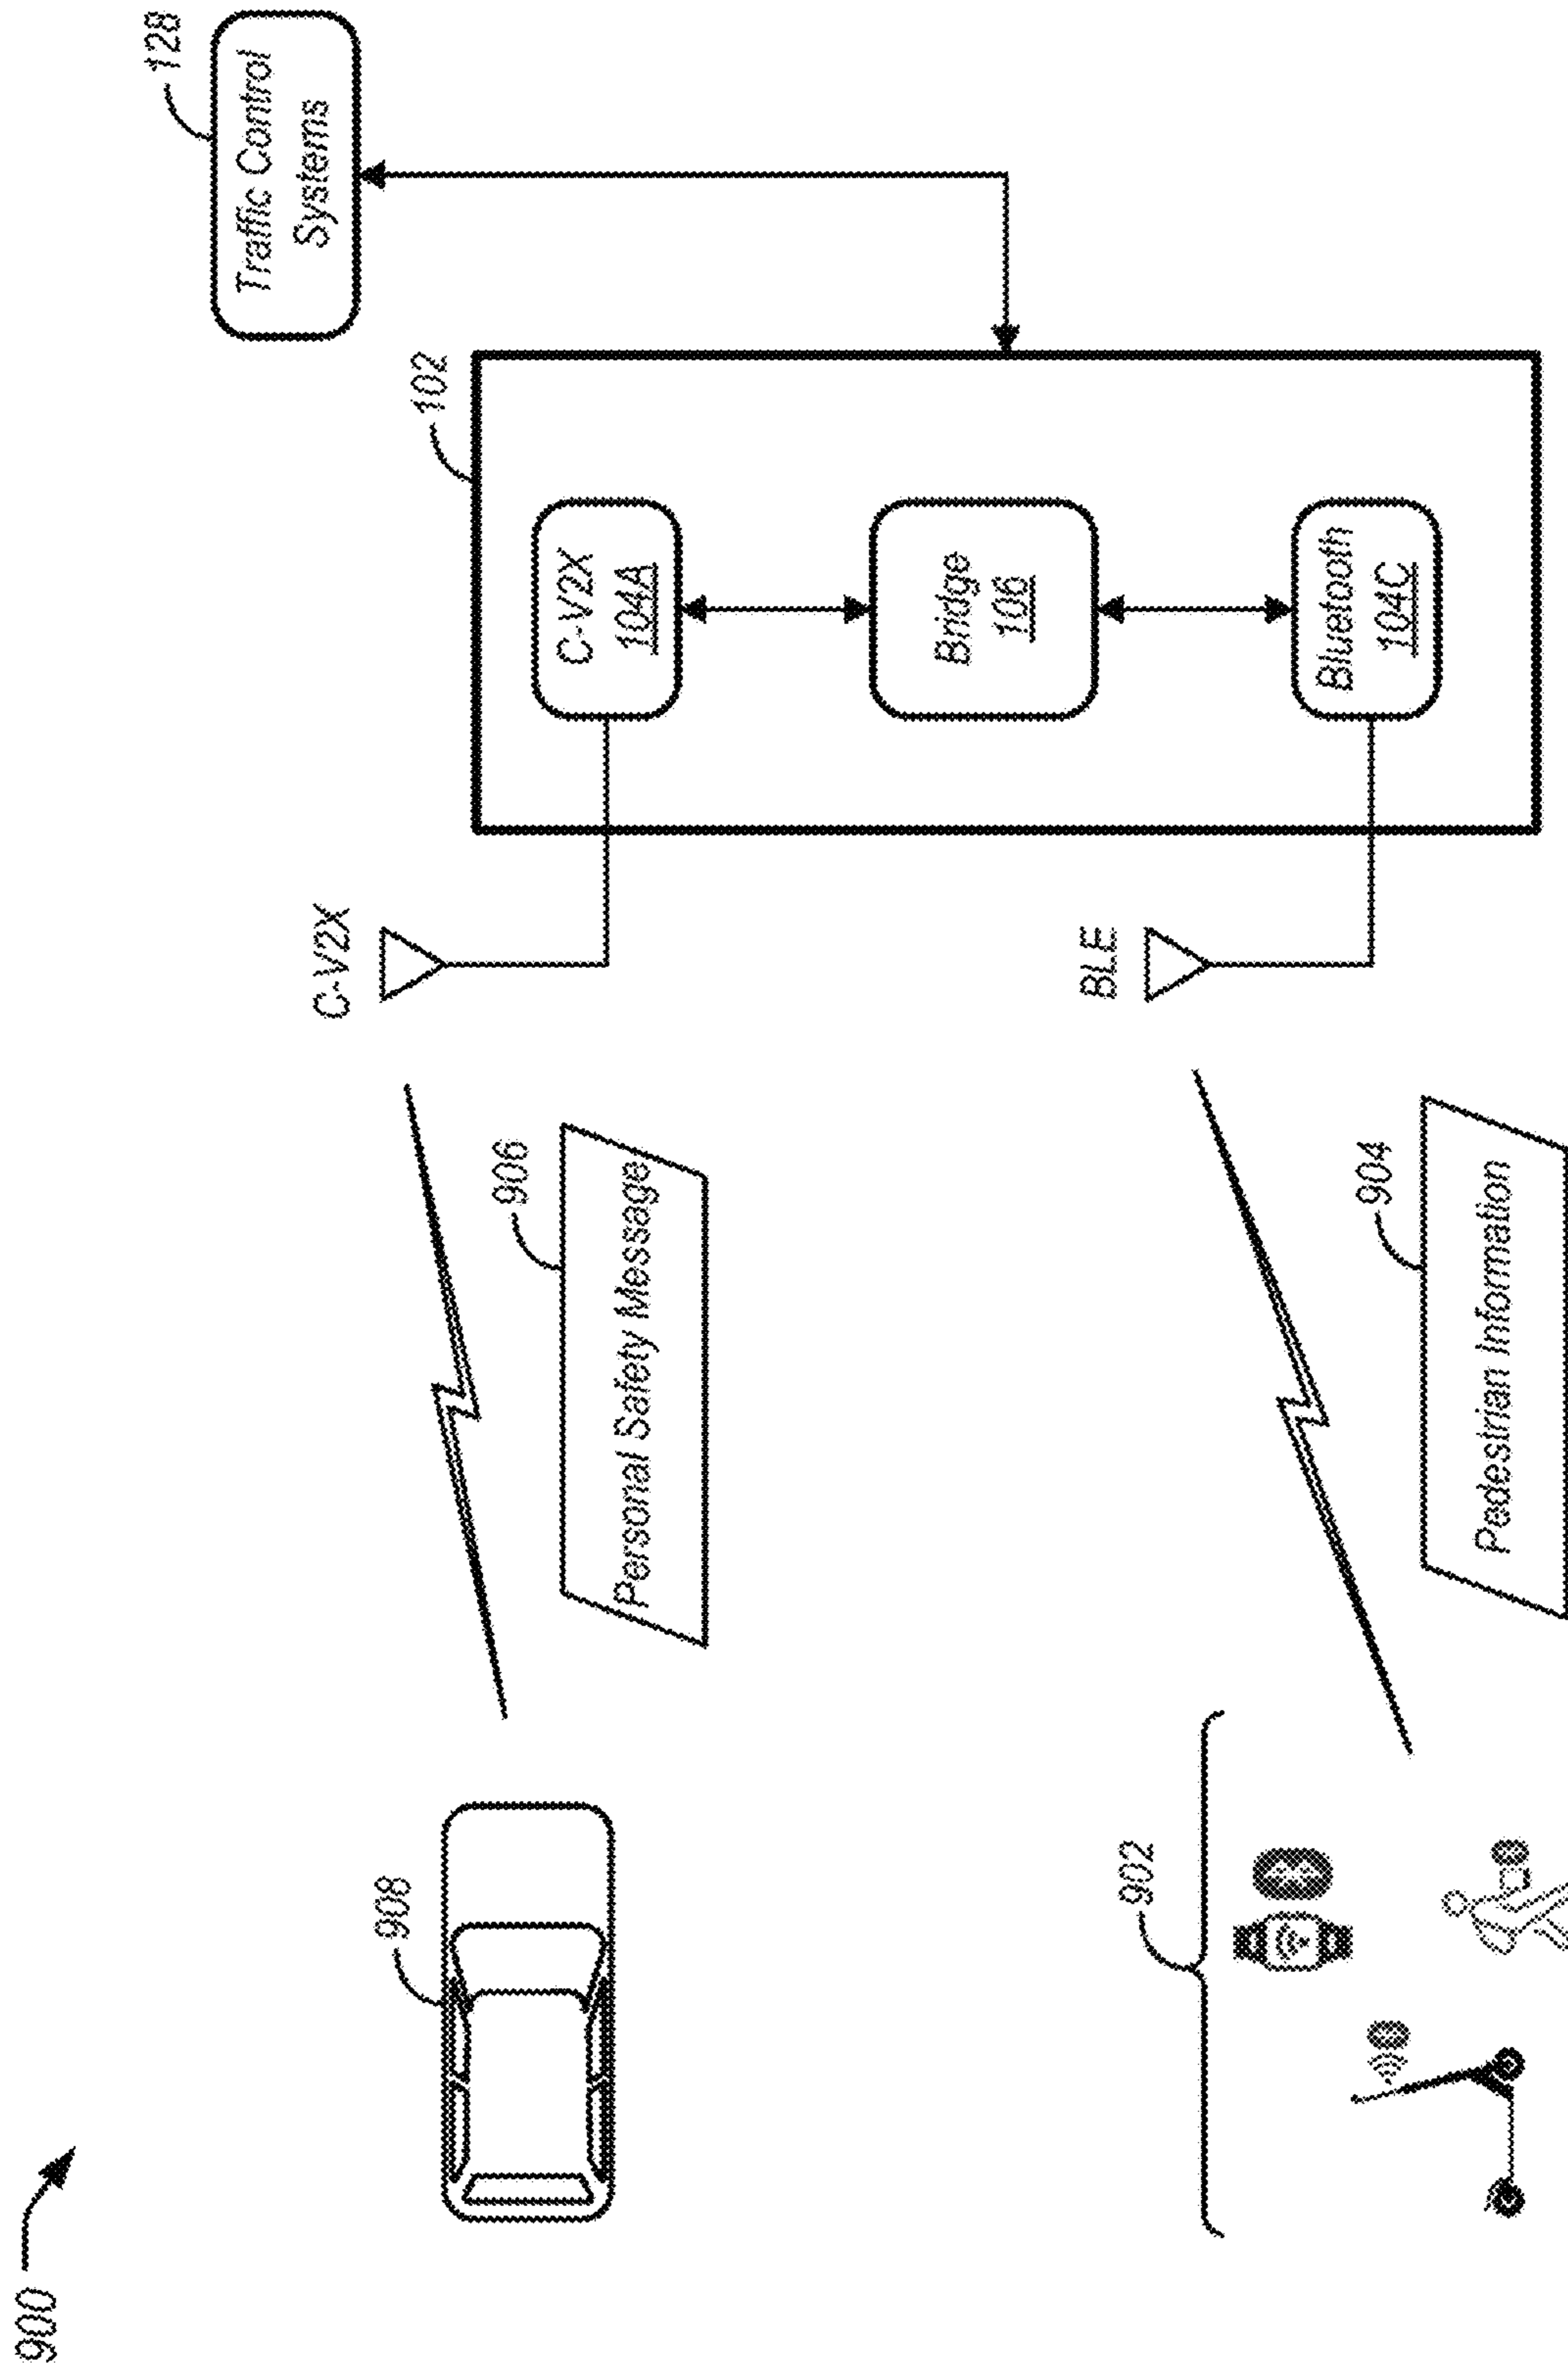 900
128
Traffic Control
Systems
102
C-V2X
C-V2X
104A
908
906
Personal Safety Message
Bridge
106
BLE
Bluetooth
104C
902
904
Pedestrian Information